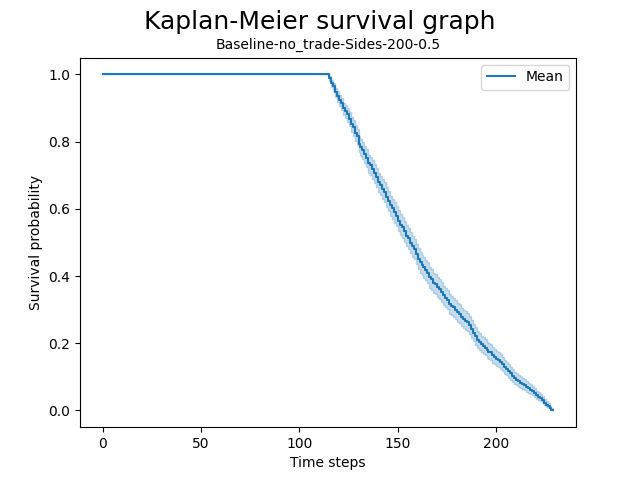 Kaplan-Meier survival graph
Baseline-no_trade-Sides-200-0.5
Mean
1.0
0.8
0.6
0.4
0.2
0.0
Survival probability
0 50 100 150 200
Time steps